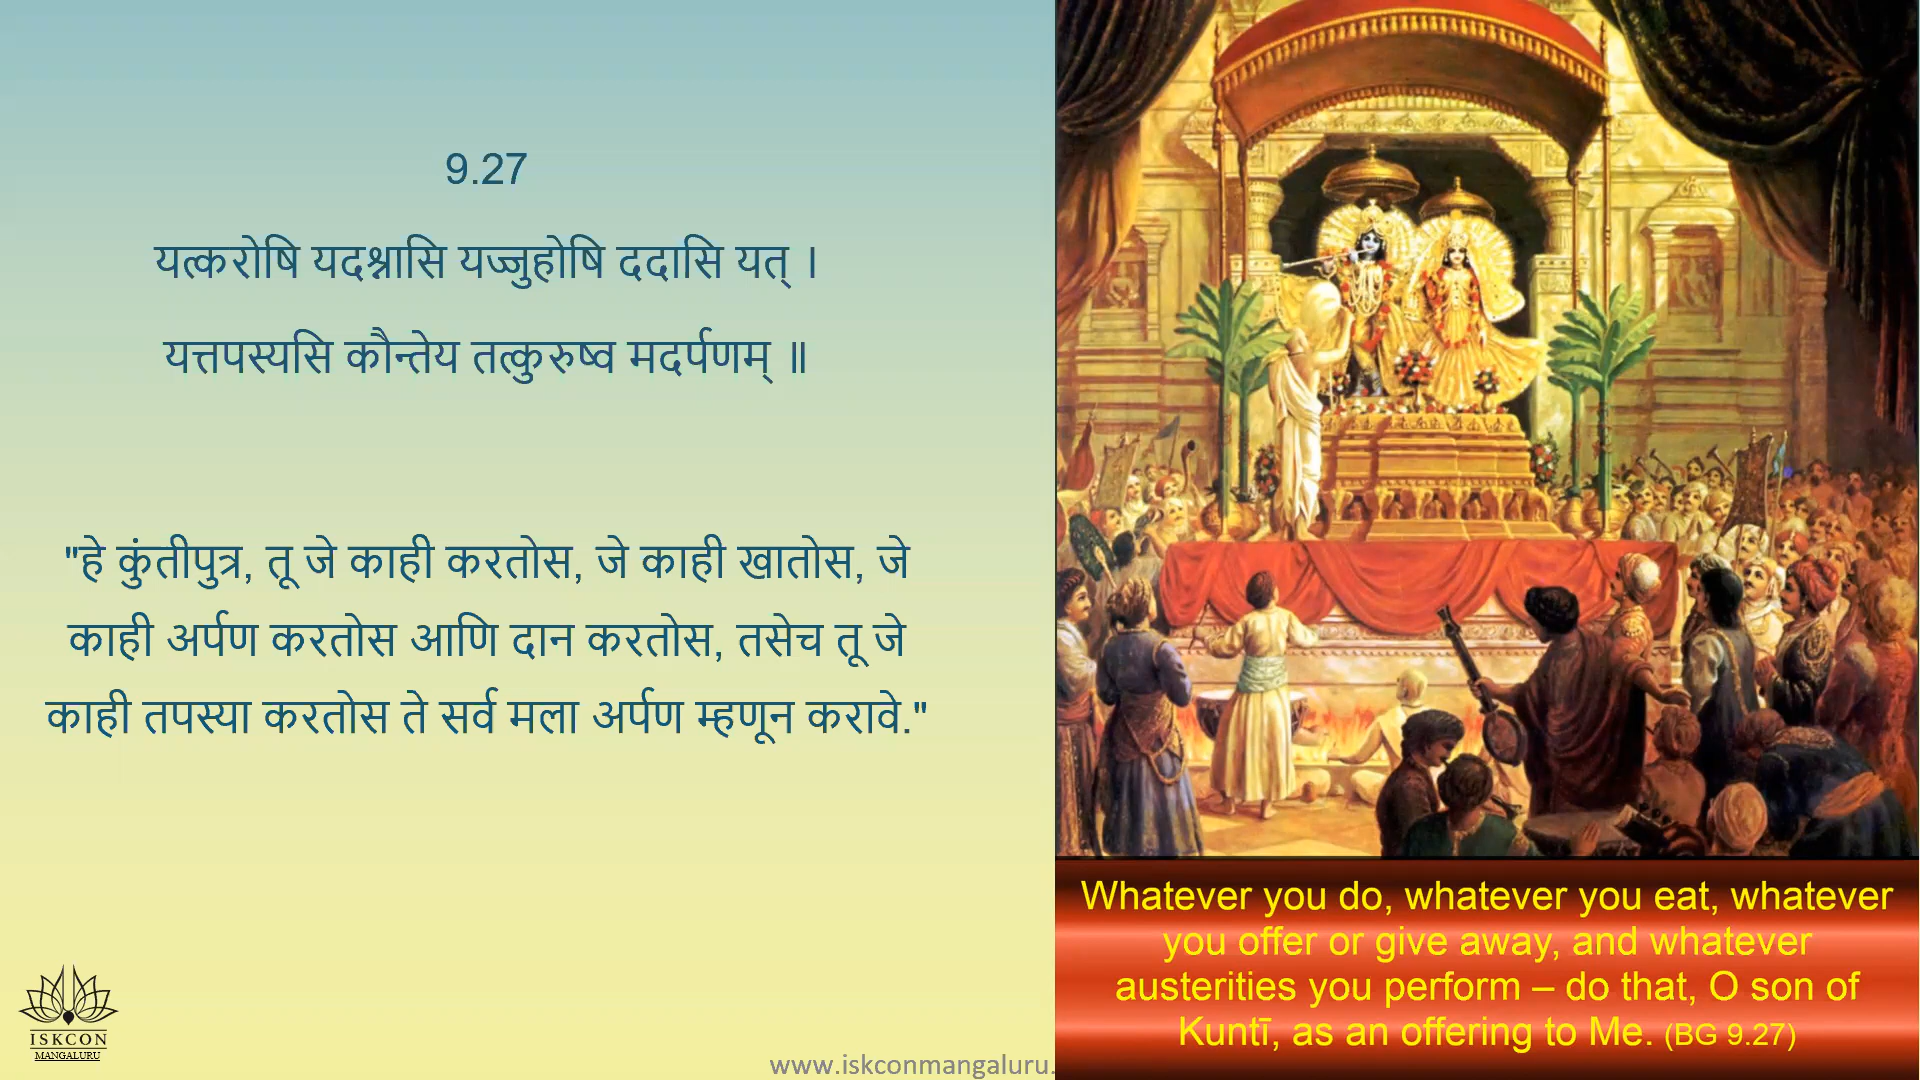 9.27
यत्करोषि यदश्नासि यज्जुहोषि ददासि यत् ।
यत्तपस्यसि कौन्तेय तत्कुरुष्व मदर्पणम् ॥
"हे कुंतीपुत्र, तू जे काही करतोस, जे काही खातोस, जे
काही अर्पण करतोस आणि दान करतोस, तसेच तू जे
काही तपस्या करतोस ते सर्व मला अर्पण म्हणून करावे."
ISKCON
MANGALURU
www.iskconmangaluru.
Whatever you do, whatever you eat, whatever
you offer or give away, and whatever
austerities you perform – do that, O son of
Kuntī, as an offering to Me. (BG 9.27)